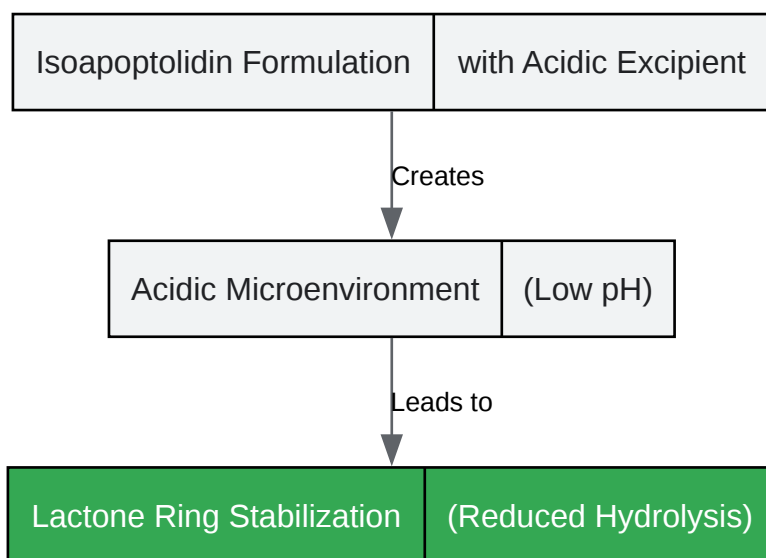 Isoapoptolidin Formulation with Acidic Excipient
Creates
Acidic Microenvironment (Low pH)
Leads to
Lactone Ring Stabilization (Reduced Hydrolysis)